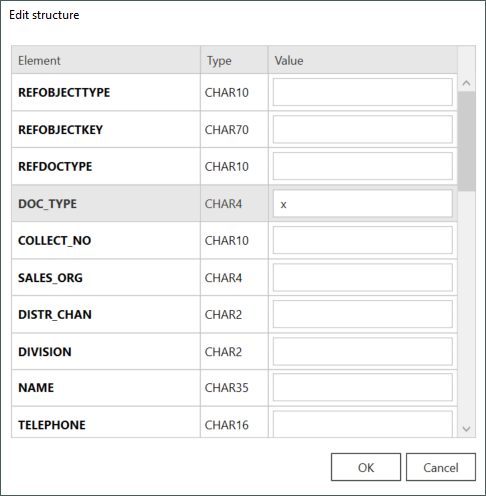 Edit structure
Element Type Value
REFOBJECTTYPE CHAR10
REFOBJECTKEY CHAR70
REFDOCTYPE CHAR10
DOC_TYPE CHAR4 x
COLLECT_NO CHAR10
SALES_ORG CHAR4
DISTR_CHAN CHAR2
DIVISION CHAR2
NAME CHAR35
TELEPHONE CHAR16
OK Cancel